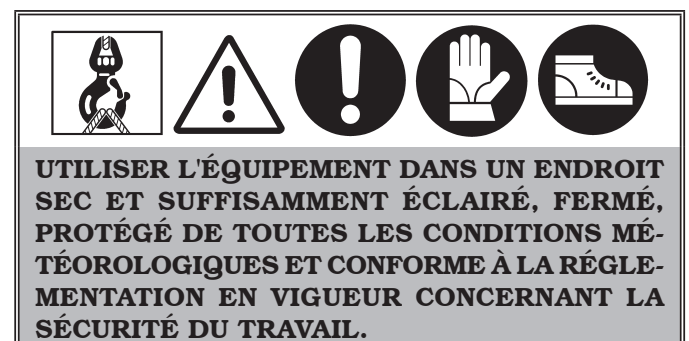 UTILISER L'ÉQUIPEMENT DANS UN ENDROIT
SEC ET SUFFISAMMENT ÉCLAIRÉ, FERMÉ,
PROTÉGÉ DE TOUTES LES CONDITIONS MÉ-
TÉOROLOGIQUES ET CONFORME À LA RÉGLE-
MENTATION EN VIGUEUR CONCERNANT LA
SÉCURITÉ DU TRAVAIL.